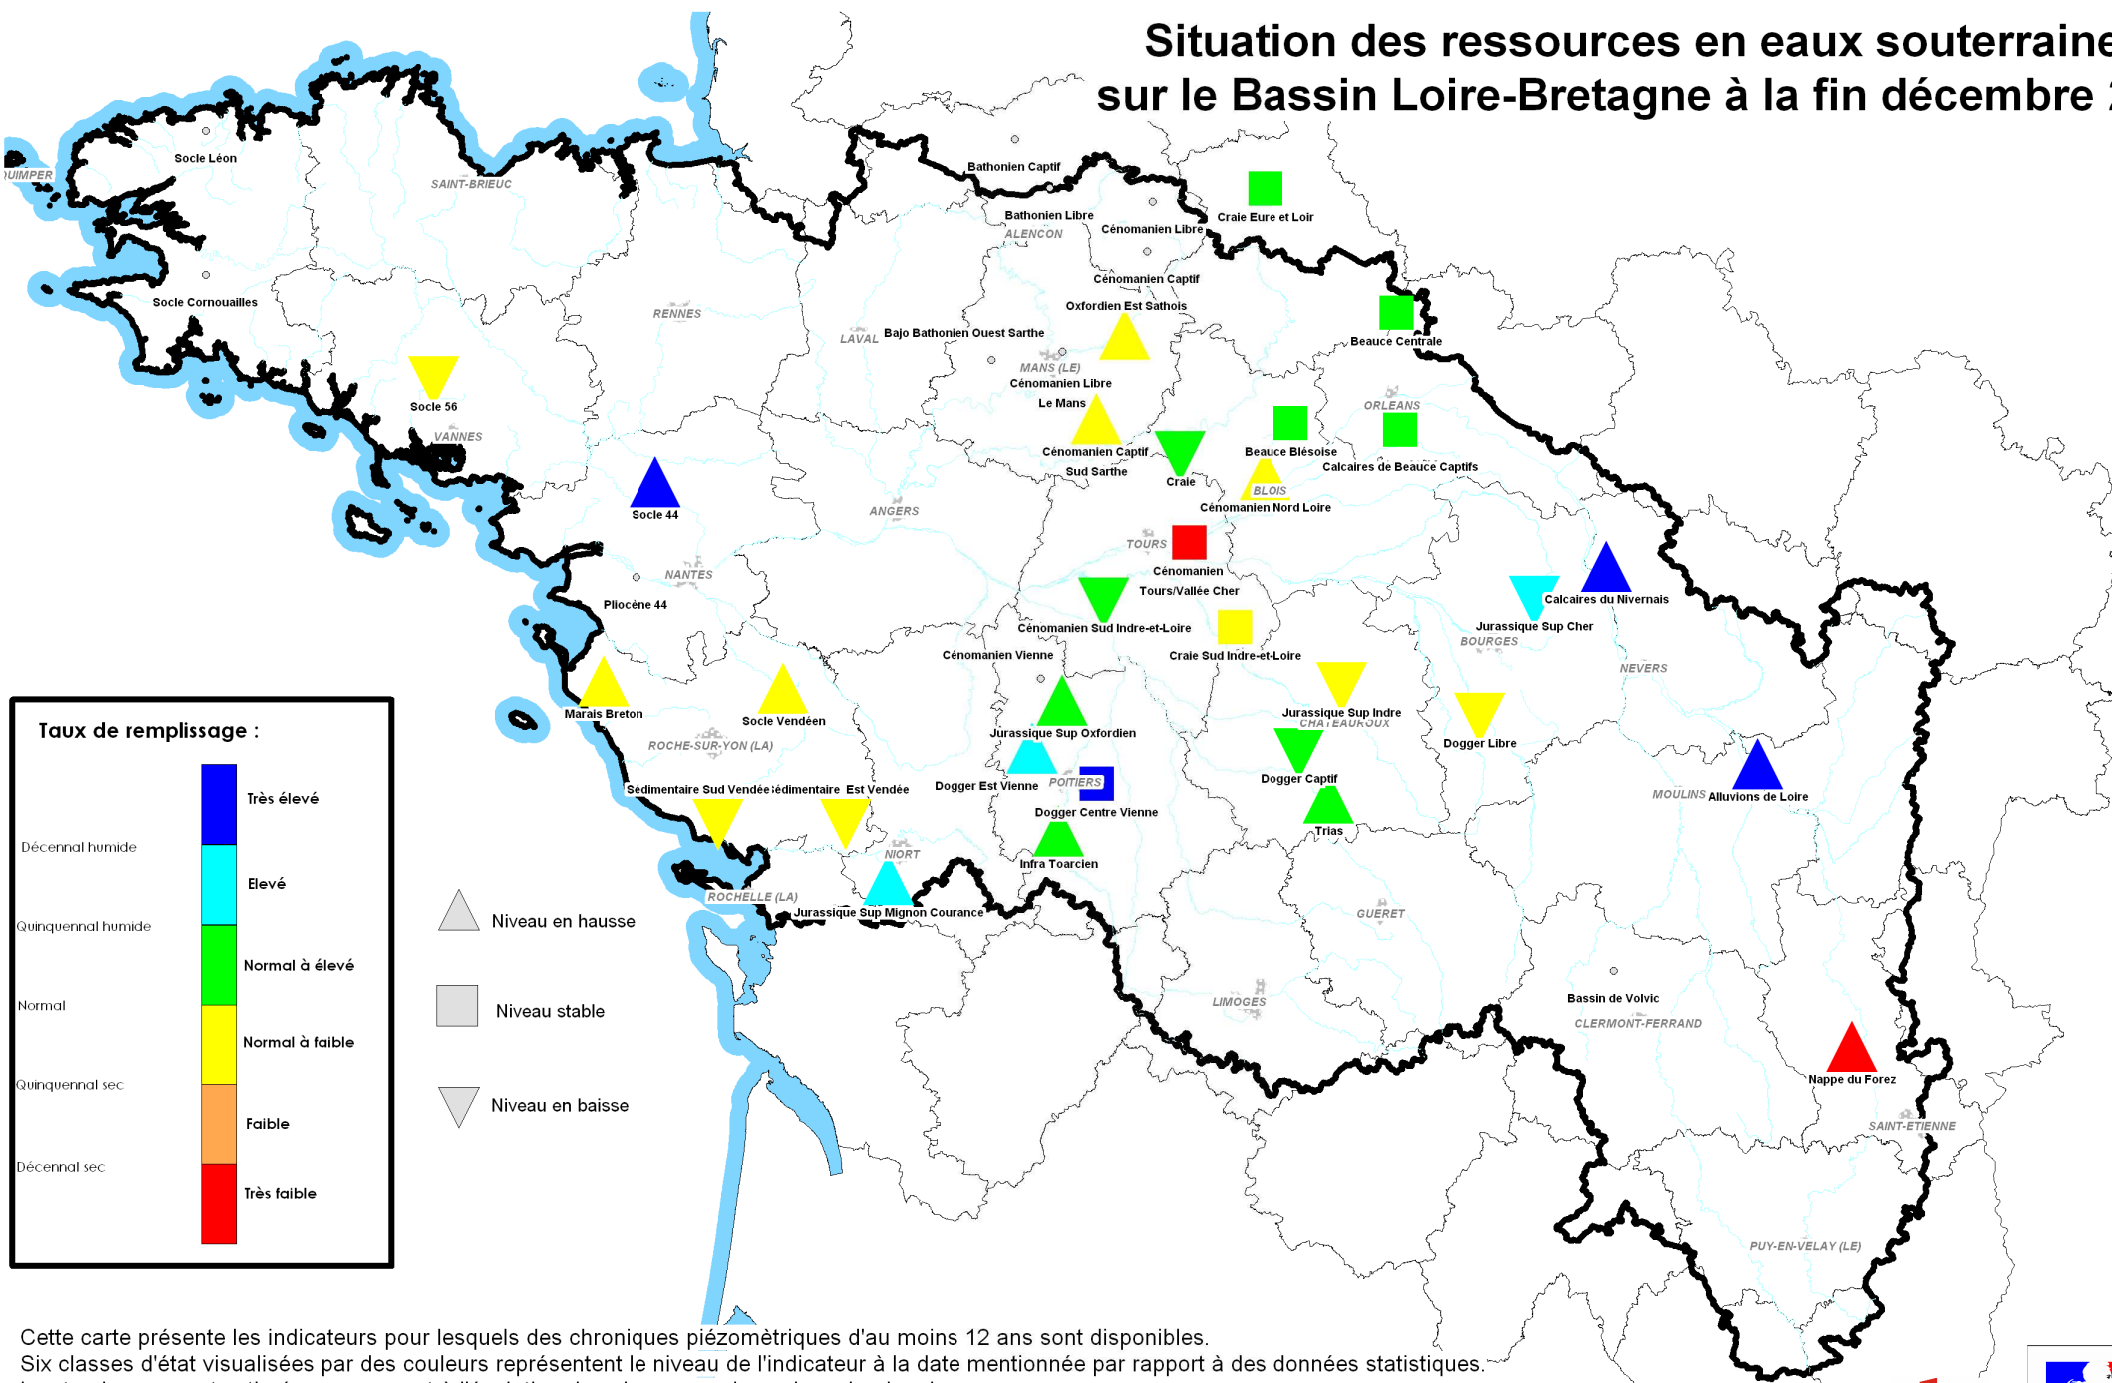 Situation des ressources en eaux souterraine
sur le Bassin Loire-Bretagne à la fin décembre
Socle Léon
QUIMPER
SAINT-BRIEUC
Bathonien Captif
Bathonien Libre
ALENCON
Cénomanien Libre
Craie Eure et Loir
Cénomanien Captif
Socle Cornouailles
RENNES
Oxfordien Est Sathois
LAVAL
Bajo Bathonien Ouest Sarthe
Beauce Centrale
MANS (LE)
Cénomanien Libre
Le Mans
Socle 56
VANNES
ORLEANS
Cénomanien Captif
Sud Sarthe
Craie
Beauce Blésoise
Calcaires de Beauce Captifs
BLOIS
Cénomanien Nord Loire
Socle 44
ANGERS
TOURS
Cénomanien
Tours/Vallée Cher
NANTES
Pliocène 44
Calcaires du Nivernais
Jurassique Sup Cher
BOURGES
Cénomanien Sud Indre-et-Loire
Cénomanien Vienne
Craie Sud Indre-et-Loire
NEVERS
Marais Breton
Socle Vendéen
ROCHE-SUR-YON (LA)
Jurassique Sup Indre
CHATEAUROUX
Jurassique Sup Oxfordien
Dogger Libre
Dogger Est Vienne
POITIERS
Dogger Captif
Sédimentaire Sud Vendée
Sédimentaire Est Vendée
MOULINS
Alluvions de Loire
Dogger Centre Vienne
Trias
NIORT
Infra Toarcien
ROCHELLE (LA)
Jurassique Sup Mignon Courance
GUERET
LIMOGES
Bassin de Volvic
CLERMONT-FERRAND
Nappe du Forez
SAINT-ETIENNE
PUY-EN-VELAY (LE)
Taux de remplissage :
Très élevé
Décennal humide
Elevé
Quinquennal humide
Normal à élevé
Normal
Normal à faible
Quinquennal sec
Faible
Décennal sec
Très faible
Niveau en hausse
Niveau stable
Niveau en baisse
Cette carte présente les indicateurs pour lesquels des chroniques piézomètriques d'au moins 12 ans sont disponibles.
Six classes d'état visualisées par des couleurs représentent le niveau de l'indicateur à la date mentionnée par rapport à des données statistiques.